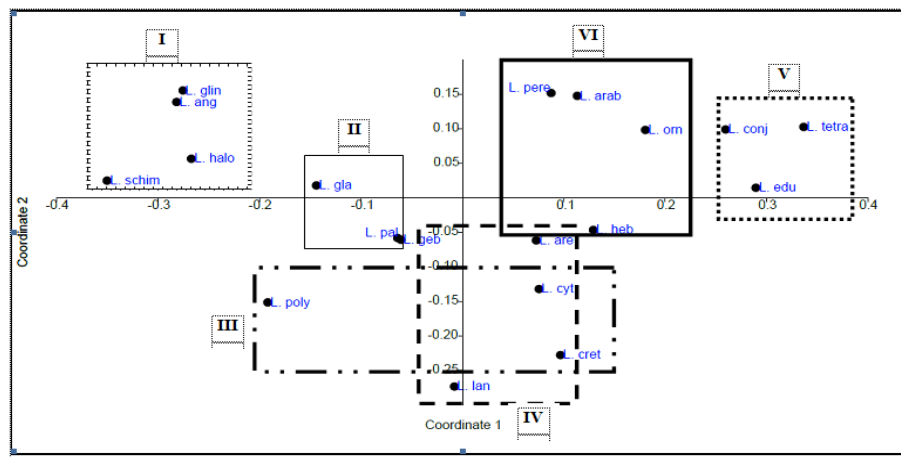 I
VI
V
L. glin
L. ang
L. pere
L. arab
0.15
L. orn
L. conj
L. tetra
0.10
II
L. halo
0.05
L. schim
L. gla
L. edu
-0.4
-0.3
-0.2
-0.1
0.1
0.2
0.3
0.4
Coordinate 2
L. pal
L. geb
-0.05
L. are
L. heb
-0.10
L. poly
-0.15
L. cyt
III
-0.20
L. cret
-0.25
L. lan
Coordinate 1
IV